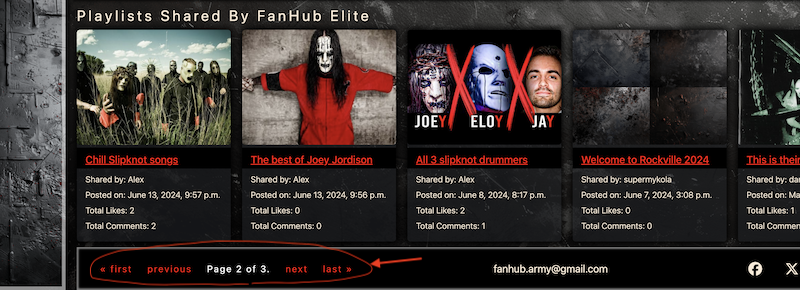 Playlists Shared By FanHub Elite
JOEY
ELOY
JAY
Chill Slipknot songs
Shared by: Alex
Posted on: June 13, 2024, 9:57 p.m.
Total Likes: 2
Total Comments: 2
The best of Joey Jordison
Shared by: Alex
Posted on: June 13, 2024, 9:56 p.m.
Total Likes: 0
Total Comments: 0
All 3 slipknot drummers
Shared by: Alex
Posted on: June 8, 2024, 8:17 p.m.
Total Likes: 2
Total Comments: 1
Welcome to Rockville 2024
Shared by: supermykola
Posted on: June 7, 2024, 3:08 p.m.
Total Likes: 0
Total Comments: 0
This is their
Shared by: da
Posted on: Ma
Total Likes: 1
Total Comments:
« first previous Page 2 of 3. next last »
fanhub.army@gmail.com